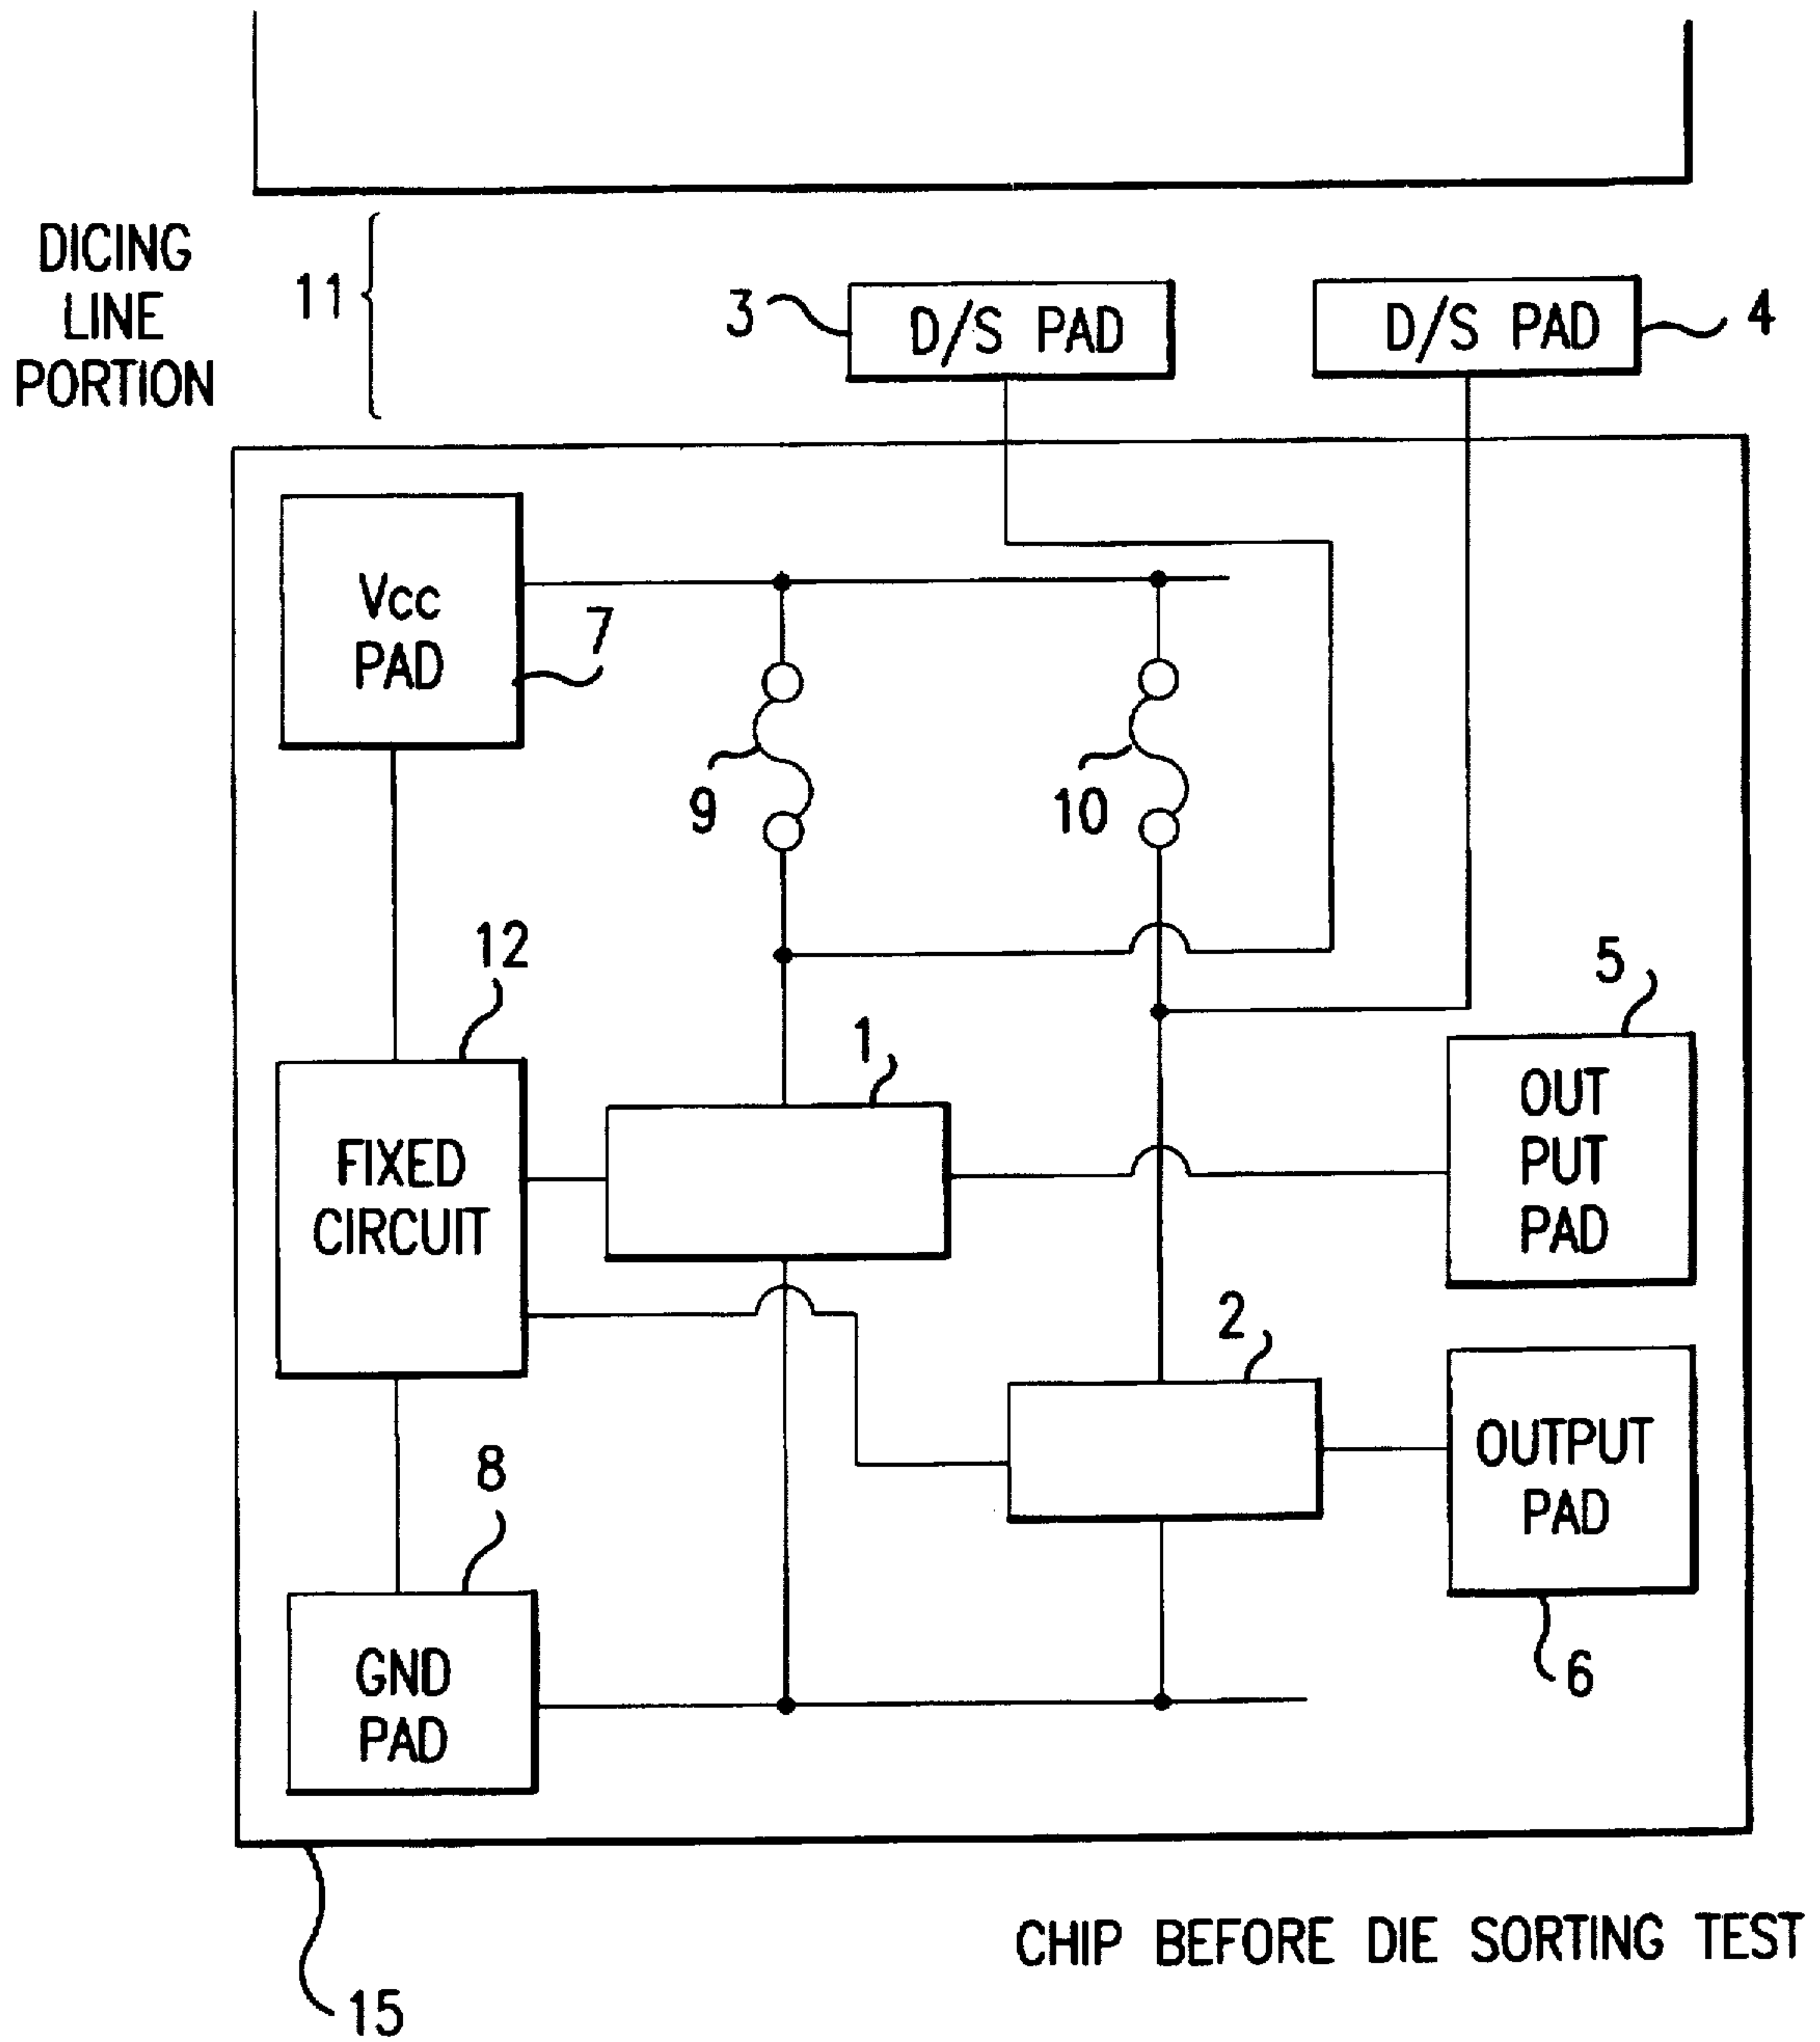 DICING
LINE
PORTION
11
3
D/S PAD
D/S PAD
4
Vcc
PAD
7
9
10
12
5
1
OUT
PUT
PAD
FIXED
CIRCUIT
2
OUTPUT
PAD
8
6
GND
PAD
CHIP BEFORE DIE SORTING TEST
15